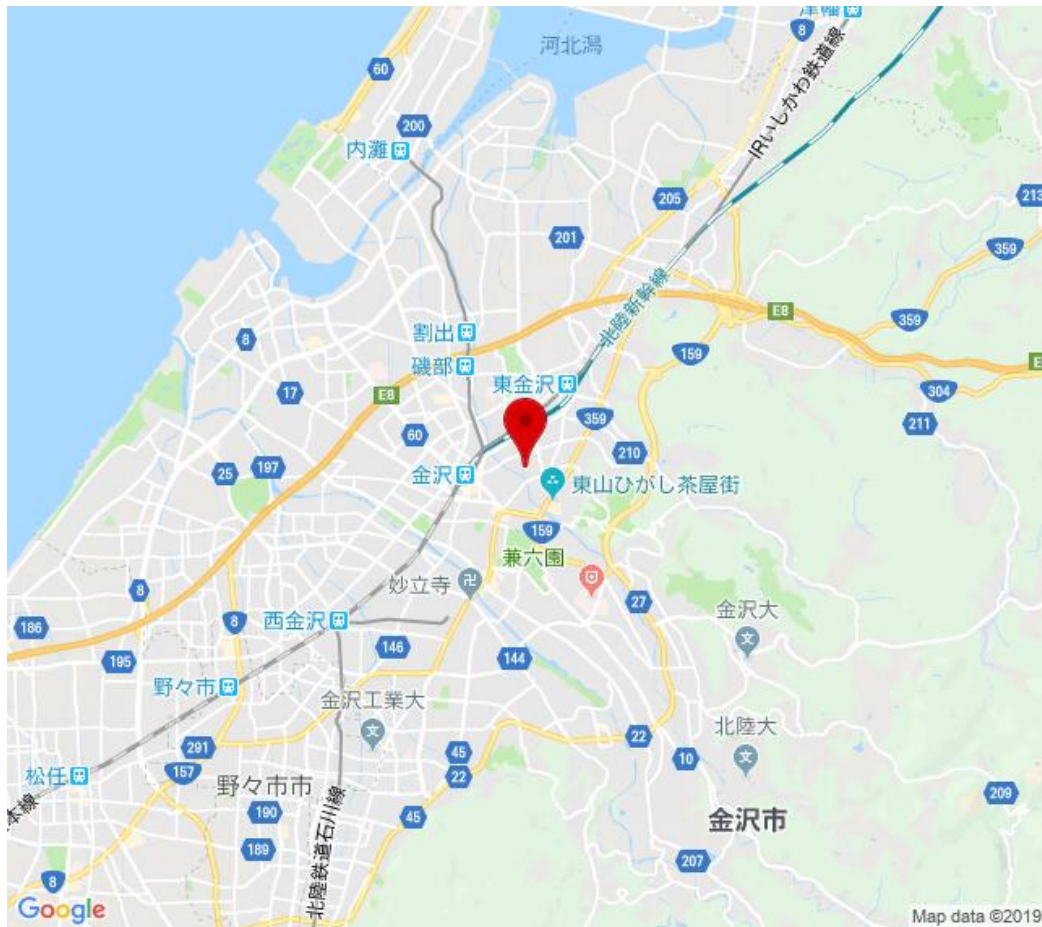 津幡
8
河北潟
60
IRいしかわ鉄道線
200
内灘
205
213
201
359
北陸新幹線
E8
359
割出
8
159
磯部
E8
東金沢
304
17
359
211
60
210
197
25
金沢
東山ひがし茶屋街
159
兼六園
妙立寺
8
27
金沢大
186
8
西金沢
146
195
144
野々市
金沢工業大
北陸大
22
291
45
10
157
22
松任
野々市市
209
本線
190
45
金沢市
北陸鉄道石川線
189
207
8
Google
Map data ©2019